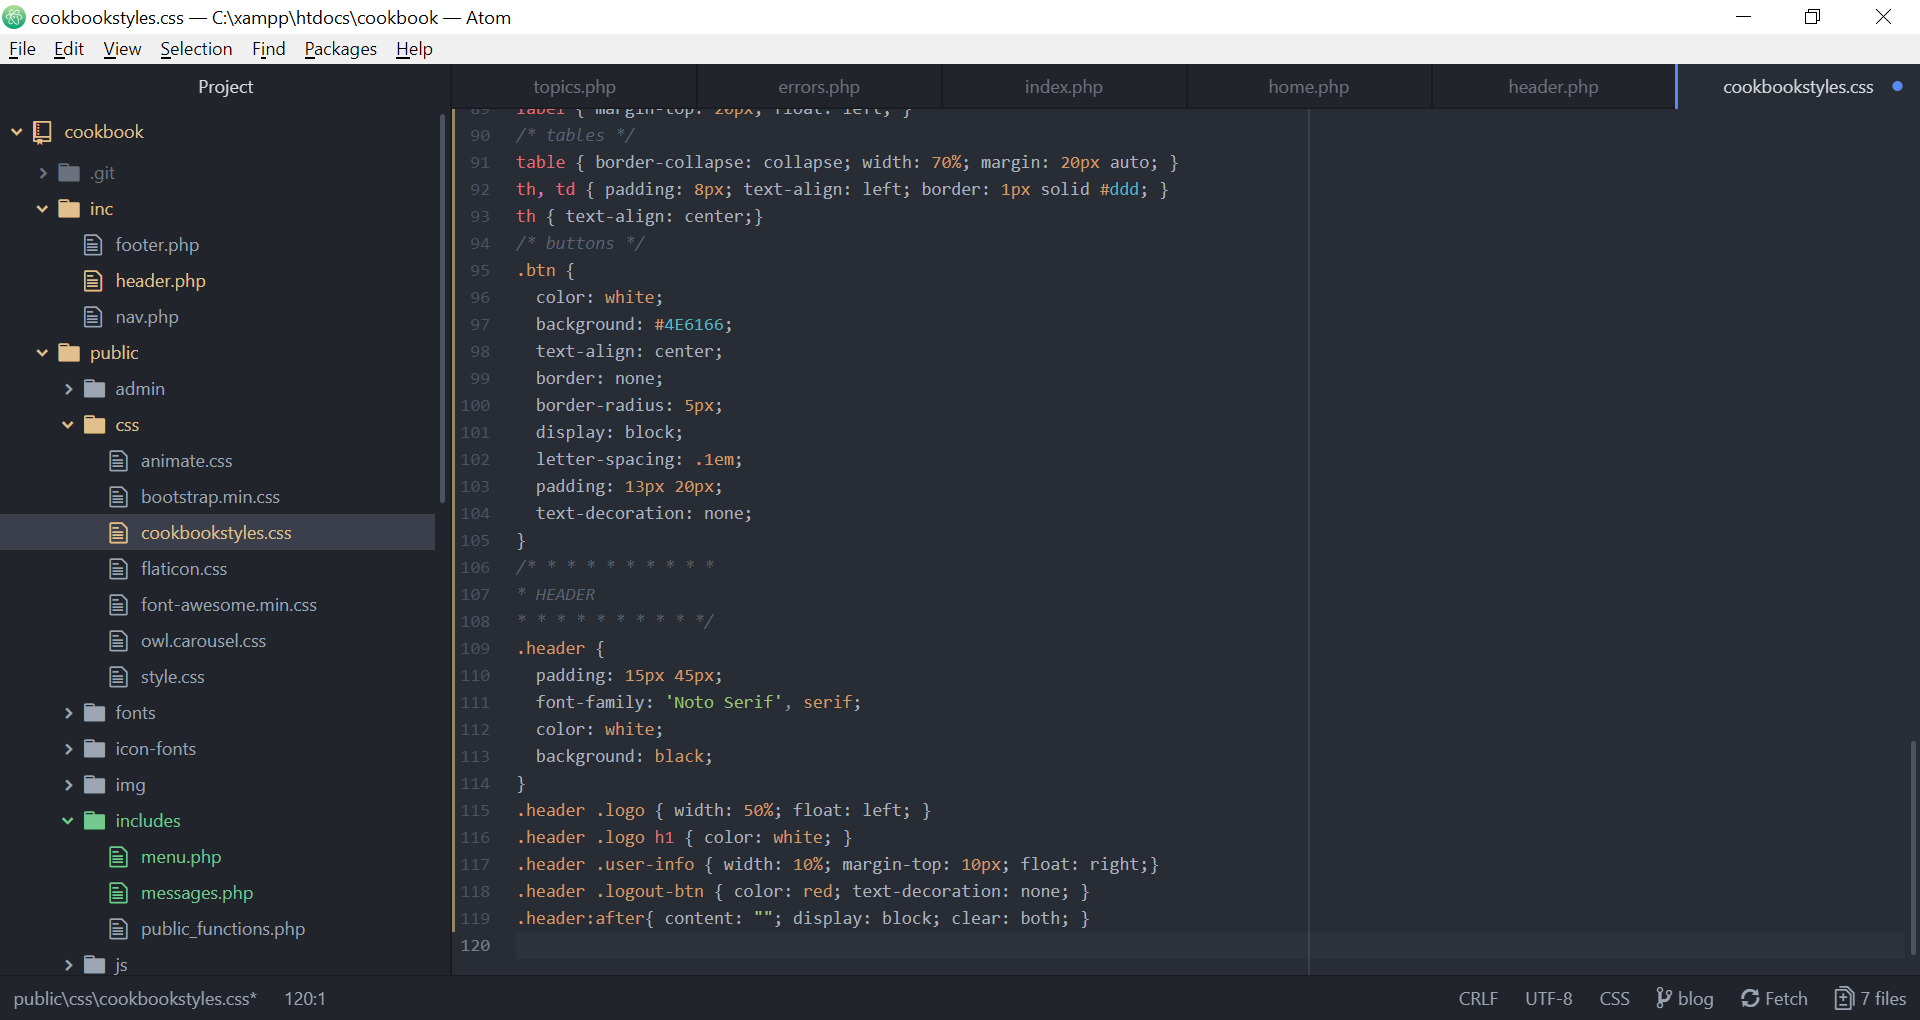 cookbookstyles.css — C:\xampp\htdocs\cookbook — Atom
File Edit View Selection Find Packages Help
Project
topics.php errors.php index.php home.php header.php cookbookstyles.css
cookbook
.git
inc
footer.php
header.php
nav.php
public
admin
css
animate.css
bootstrap.min.css
cookbookstyles.css
flaticon.css
font-awesome.min.css
owl.carousel.css
style.css
fonts
icon-fonts
img
includes
menu.php
messages.php
public_functions.php
js
89 label { margin-top: 20px; float: left; }
90 /* tables */
91 table { border-collapse: collapse; width: 70%; margin: 20px auto; }
92 th, td { padding: 8px; text-align: left; border: 1px solid #ddd; }
93 th { text-align: center;}
94 /* buttons */
95 .btn {
96 color: white;
97 background: #4E6166;
98 text-align: center;
99 border: none;
100 border-radius: 5px;
101 display: block;
102 letter-spacing: .1em;
103 padding: 13px 20px;
104 text-decoration: none;
105 }
106 /* * * * * * * * * *
107 * HEADER
108 * * * * * * * * * */
109 .header {
110 padding: 15px 45px;
111 font-family: 'Noto Serif', serif;
112 color: white;
113 background: black;
114 }
115 .header .logo { width: 50%; float: left; }
116 .header .logo h1 { color: white; }
117 .header .user-info { width: 10%; margin-top: 10px; float: right;}
118 .header .logout-btn { color: red; text-decoration: none; }
119 .header:after{ content: ""; display: block; clear: both; }
120
public\css\cookbookstyles.css* 120:1 CRLF UTF-8 CSS blog Fetch 7 files